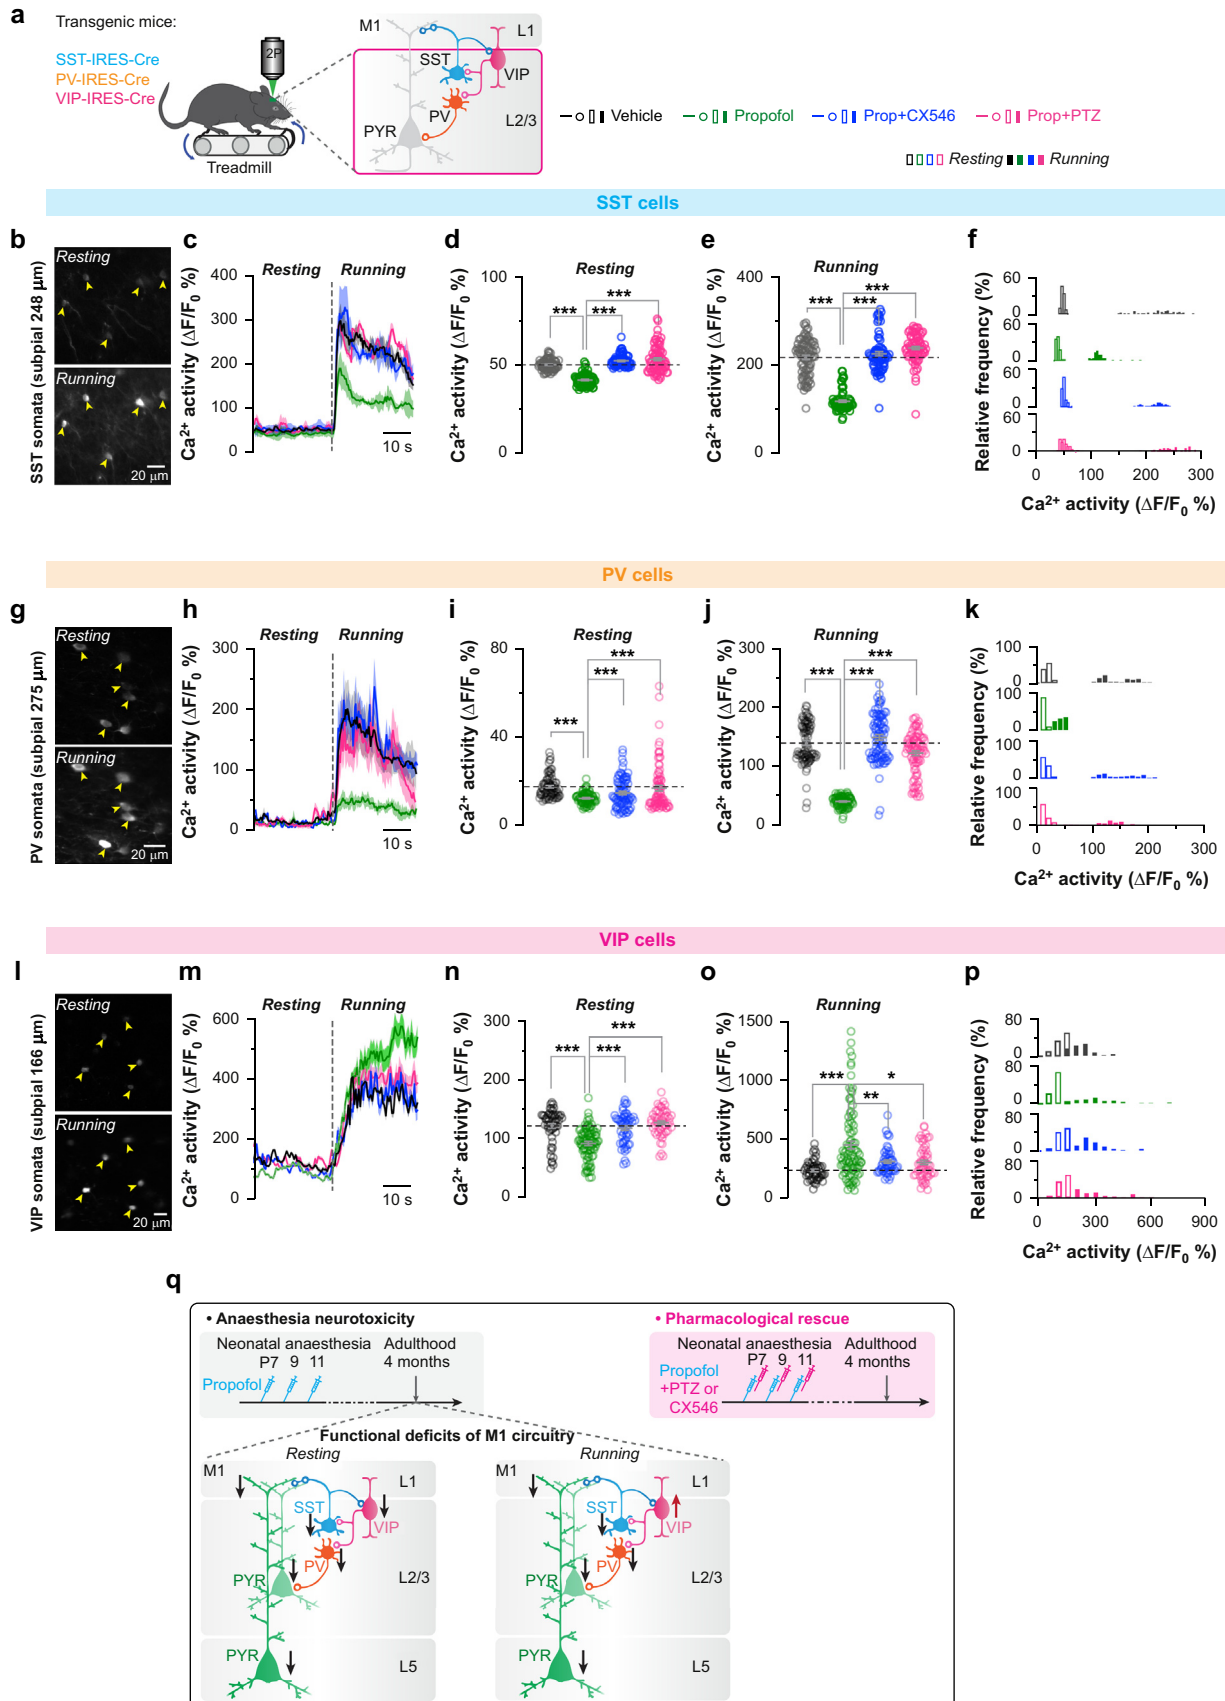 a
Transgenic mice:
SST-IRES-Cre
PV-IRES-Cre
VIP-IRES-Cre
2P
Treadmill
M1
L1
SST
VIP
PV
L2/3
PYR
Vehicle
Propofol
Prop+CX546
Prop+PTZ
Resting
Running
SST cells
b
SST somata (subpial 248 µm)
Resting
Running
20 µm
c
Ca2+ activity (ΔF/F0 %)
Resting
Running
400
300
200
100
0
10 s
d
Ca2+ activity (ΔF/F0 %)
Resting
100
50
0
***
***
***
e
Ca2+ activity (ΔF/F0 %)
Running
400
200
0
***
***
***
f
Relative frequency (%)
60
0
60
0
60
0
60
0
0
100
200
300
Ca2+ activity (ΔF/F0 %)
PV cells
g
PV somata (subpial 275 µm)
Resting
Running
20 µm
h
Ca2+ activity (ΔF/F0 %)
Resting
Running
300
200
100
0
10 s
i
Ca2+ activity (ΔF/F0 %)
Resting
80
40
0
***
***
***
j
Ca2+ activity (ΔF/F0 %)
Running
300
200
100
0
***
***
***
k
Relative frequency (%)
100
0
100
0
100
0
100
0
0
100
200
300
Ca2+ activity (ΔF/F0 %)
VIP cells
l
VIP somata (subpial 166 µm)
Resting
Running
20 µm
m
Ca2+ activity (ΔF/F0 %)
Resting
Running
600
400
200
0
10 s
n
Ca2+ activity (ΔF/F0 %)
Resting
300
200
100
0
***
***
***
o
Ca2+ activity (ΔF/F0 %)
Running
1500
1000
500
0
***
*
**
p
Relative frequency (%)
80
0
80
0
80
0
80
0
0
300
600
900
Ca2+ activity (ΔF/F0 %)
q
• Anaesthesia neurotoxicity
Neonatal anaesthesia
Adulthood
P7 9 11
4 months
Propofol
• Pharmacological rescue
Neonatal anaesthesia
Adulthood
P7 9 11
4 months
Propofol
+PTZ or
CX546
Functional deficits of M1 circuitry
Resting
M1
L1
SST
VIP
PV
PYR
L2/3
PYR
L5
Running
M1
L1
SST
VIP
PV
PYR
L2/3
PYR
L5